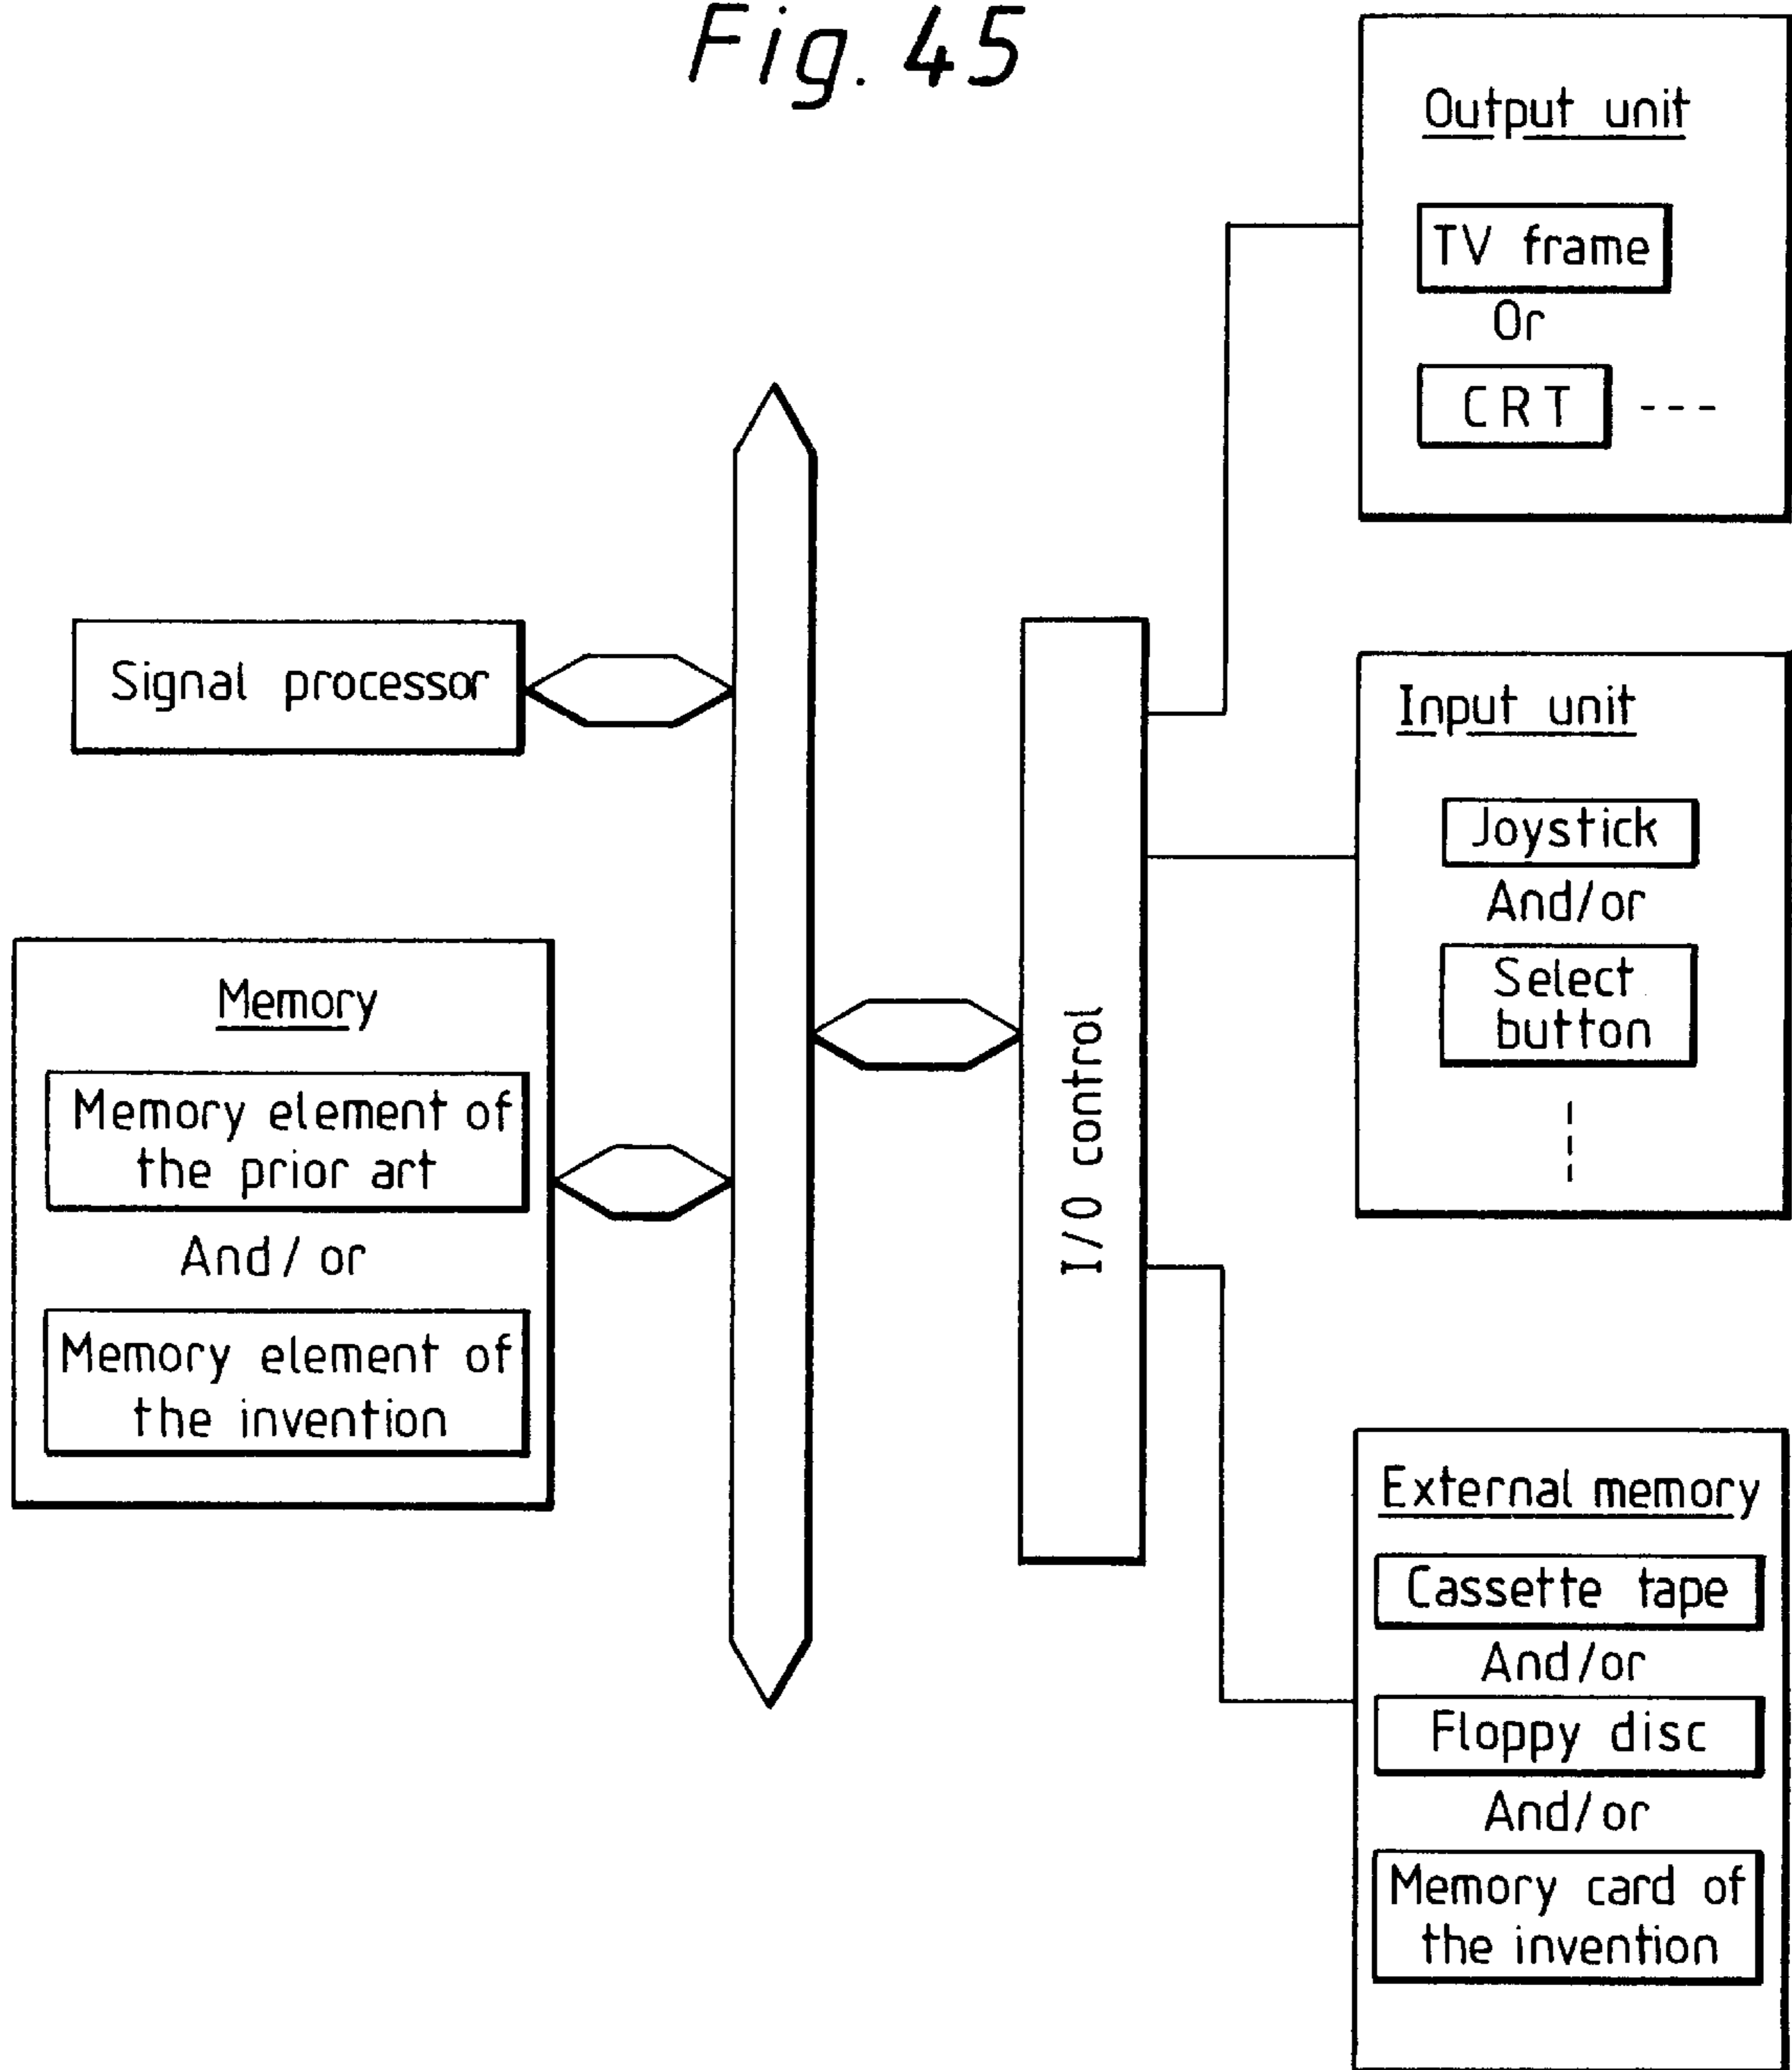 Fig. 45
Output unit
TV frame
Or
CRT ---
Signal processor
Input unit
Joystick
And/or
Select
button
Memory
Memory element of
the prior art
And/or
Memory element of
the invention
I/O control
External memory
Cassette tape
And/or
Floppy disc
And/or
Memory card of
the invention